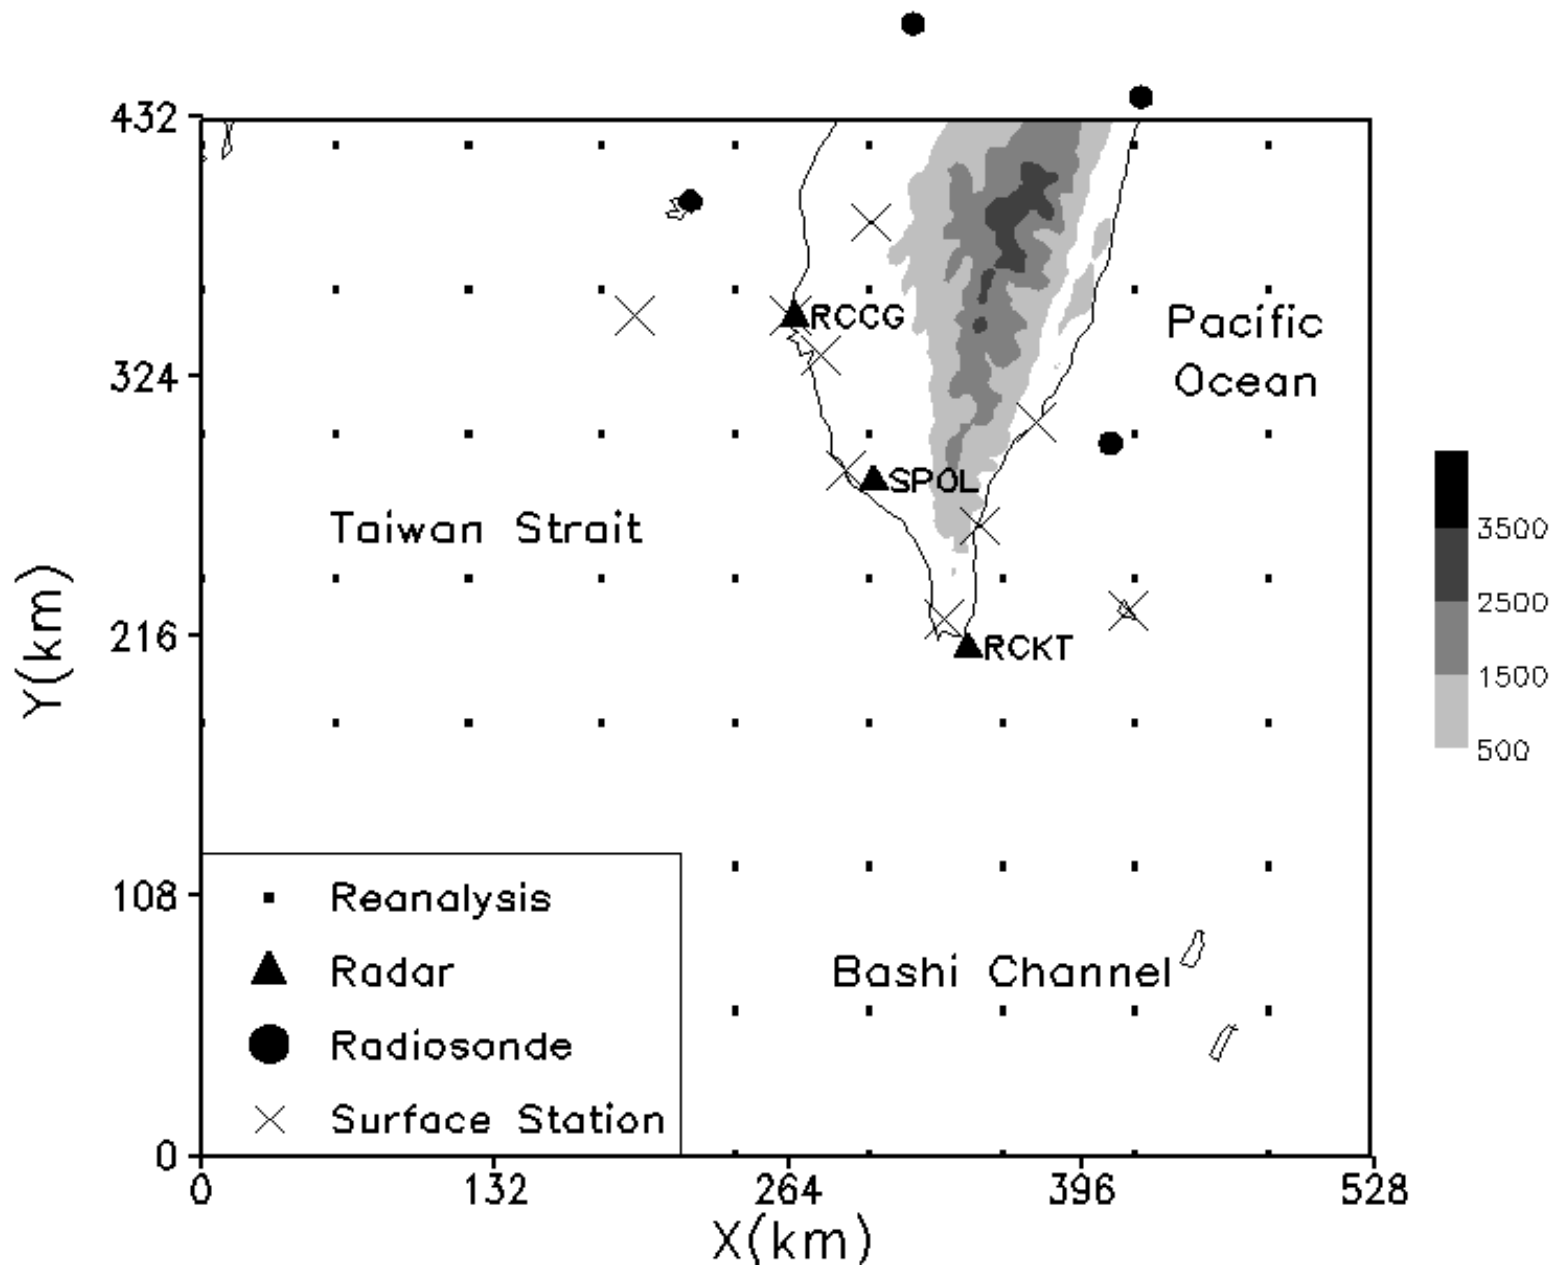 432
RCCG
Pacific
Ocean
324
SPOL
Taiwan Strait
3500
2500
216
RCKT
1500
500
Y(km)
108
Reanalysis
Radar
Bashi Channel
Radiosonde
Surface Station
0
0 132 264 396 528
X(km)